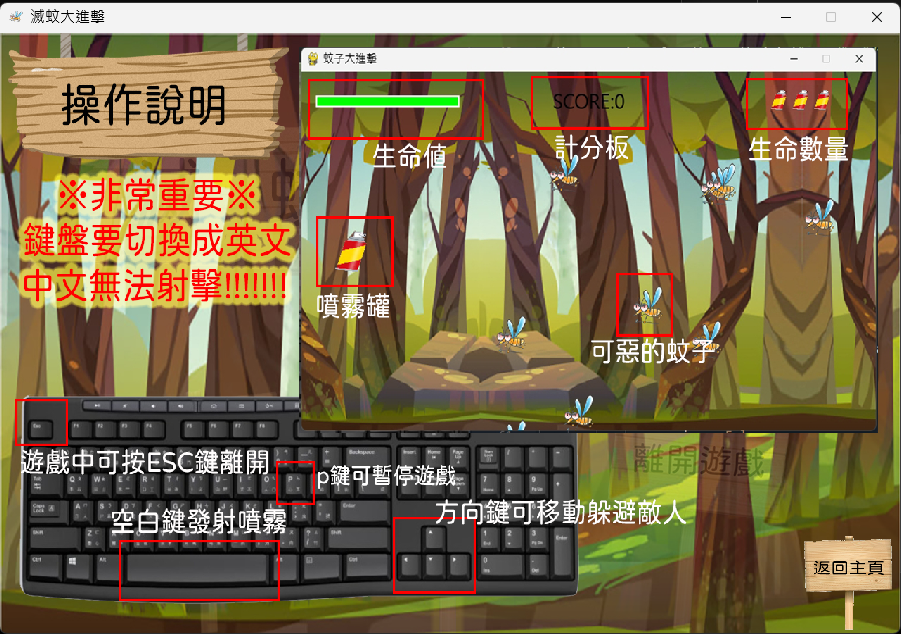 滅蚊大進擊
操作說明
※非常重要※
鍵盤要切換成英文
中文無法射擊!!!!!!!
蚊子大進擊
SCORE:0
生命值
計分板
生命數量
噴霧罐
可惡的蚊子
遊戲中可按ESC鍵離開
p鍵可暫停遊戲
空白鍵發射噴霧
方向鍵可移動躲避敵人
離開遊戲
返回主頁